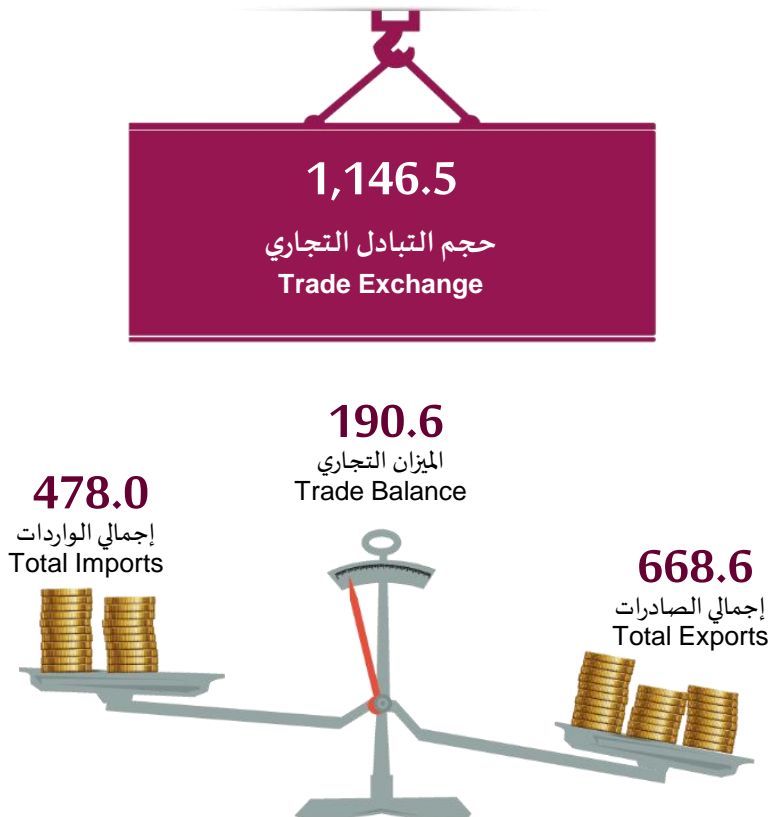 1,146.5
حجم التبادل التجاري
Trade Exchange
190.6
الميزان التجاري
Trade Balance
478.0
إجمالي الواردات
Total Imports
668.6
إجمالي الصادرات
Total Exports